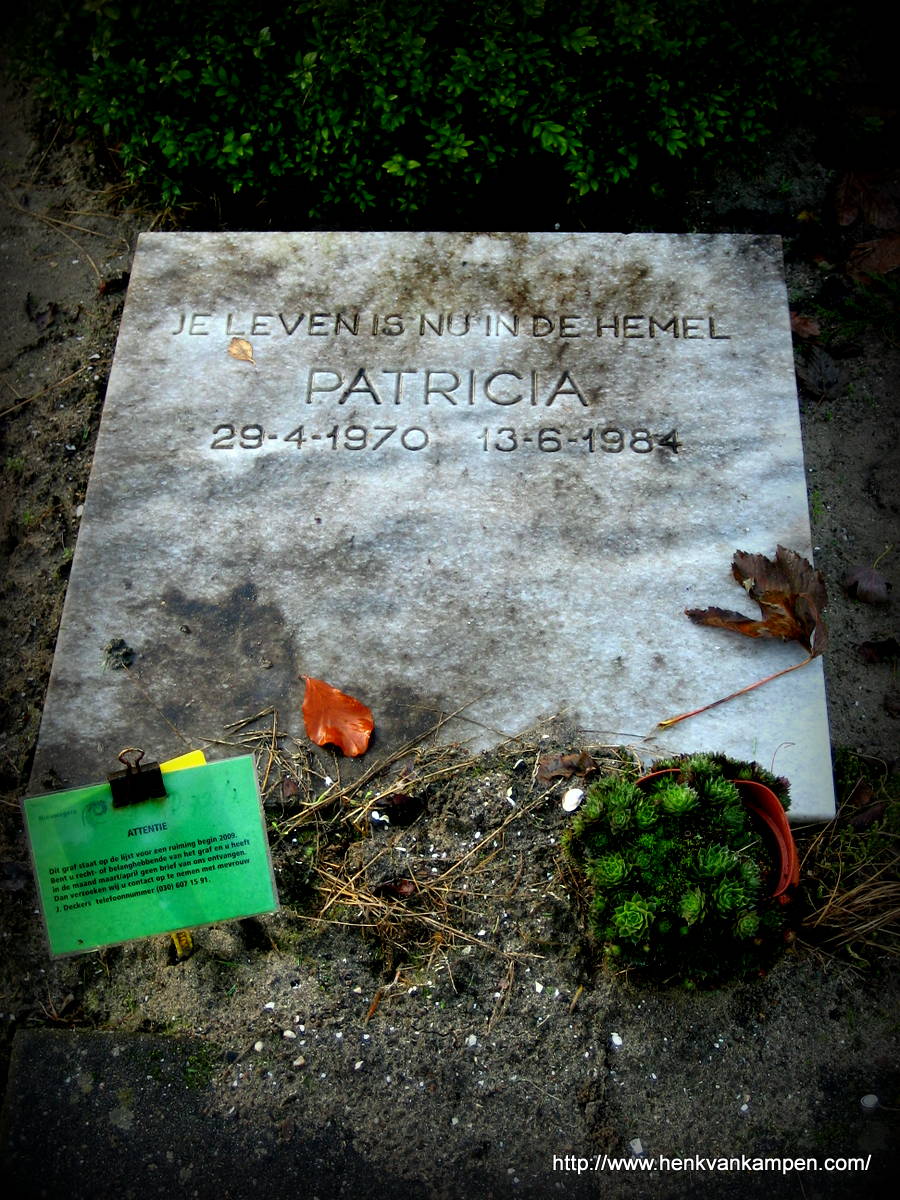 JE LEVEN IS NU IN DE HEMEL
PATRICIA
29-4-1970 13-6-1984
Nieuwegein
ATTENTIE
Dit graf staat op de lijst voor een ruiming begin 2009.
Bent u recht- of belanghebbende van het graf en u heeft
in de maand maart/april geen brief van ons ontvangen.
Dan verzoeken wij u contact op te nemen met mevrouw
J. Deckers telefoonnummer (030) 607 15 91.
http://www.henkvankampen.com/